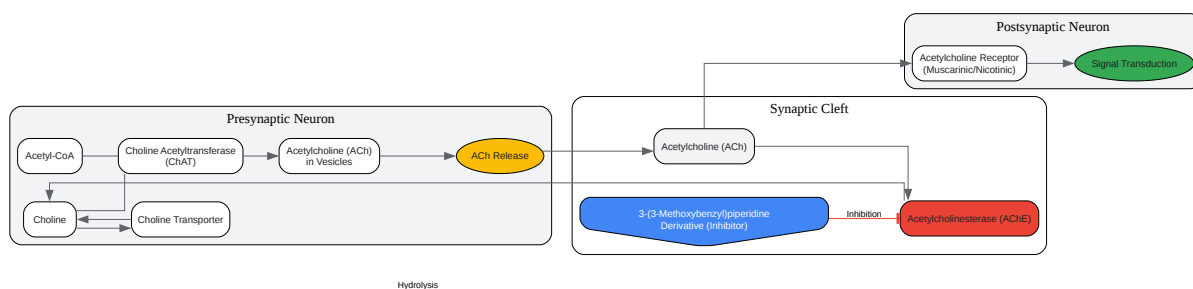 Postsynaptic Neuron
Acetylcholine Receptor
(Muscarinic/Nicotinic)
Signal Transduction
Presynaptic Neuron
Synaptic Cleft
Acetyl-CoA
Choline Acetyltransferase
(ChAT)
Acetylcholine (ACh)
in Vesicles
ACh Release
Acetylcholine (ACh)
Choline
Choline Transporter
3-(3-Methoxybenzyl)piperidine
Derivative (Inhibitor)
Inhibition
Acetylcholinesterase (AChE)
Hydrolysis